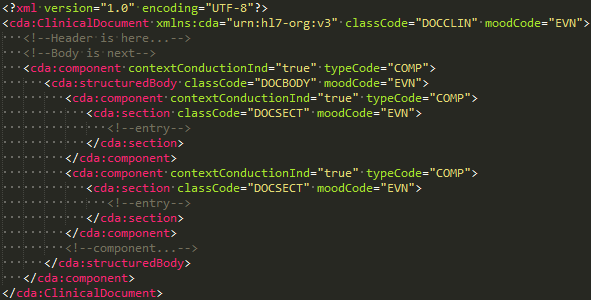 <?xml version="1.0" encoding="UTF-8"?>
<cda:ClinicalDocument xmlns:cda="urn:hl7-org:v3" classCode="DOCCLIN" moodCode="EVN">
<!--Header is here...-->
<!--Body is next-->
<cda:component contextConductionInd="true" typeCode="COMP">
<cda:structuredBody classCode="DOCBODY" moodCode="EVN">
<cda:component contextConductionInd="true" typeCode="COMP">
<cda:section classCode="DOCSECT" moodCode="EVN">
<!--entry-->
</cda:section>
</cda:component>
<cda:component contextConductionInd="true" typeCode="COMP">
<cda:section classCode="DOCSECT" moodCode="EVN">
<!--entry-->
</cda:section>
</cda:component>
<!--component...-->
</cda:structuredBody>
</cda:component>
</cda:ClinicalDocument>